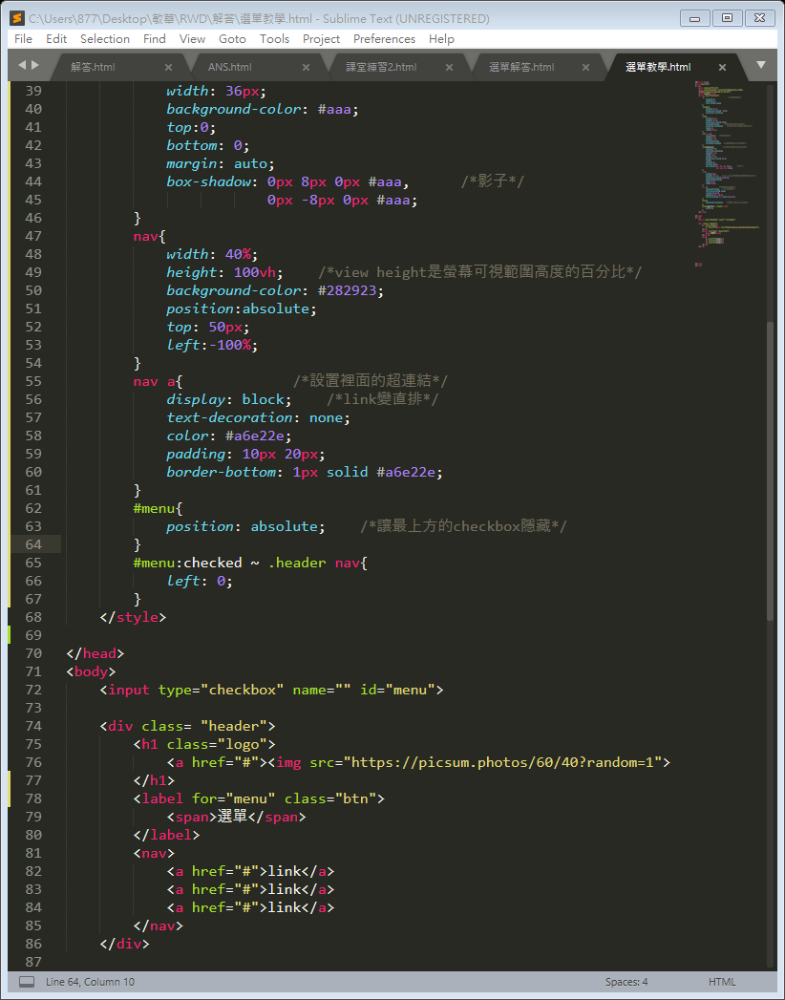 C:\Users\877\Desktop\敏華\RWD\解答\選單教學.html - Sublime Text (UNREGISTERED)
File Edit Selection Find View Goto Tools Project Preferences Help
解答.html ANS.html 課堂練習2.html 選單解答.html 選單教學.html
39 width: 36px;
40 background-color: #aaa;
41 top:0;
42 bottom: 0;
43 margin: auto;
44 box-shadow: 0px 8px 0px #aaa, /*影子*/
45 0px -8px 0px #aaa;
46 }
47 nav{
48 width: 40%;
49 height: 100vh; /*view height是螢幕可視範圍高度的百分比*/
50 background-color: #282923;
51 position:absolute;
52 top: 50px;
53 left:-100%;
54 }
55 nav a{ /*設置裡面的超連結*/
56 display: block; /*link變直排*/
57 text-decoration: none;
58 color: #a6e22e;
59 padding: 10px 20px;
60 border-bottom: 1px solid #a6e22e;
61 }
62 #menu{
63 position: absolute; /*讓最上方的checkbox隱藏*/
64 }
65 #menu:checked ~ .header nav{
66 left: 0;
67 }
68 </style>
69
70 </head>
71 <body>
72 <input type="checkbox" name="" id="menu">
73
74 <div class= "header">
75 <h1 class="logo">
76 <a href="#"><img src="https://picsum.photos/60/40?random=1">
77 </h1>
78 <label for="menu" class="btn">
79 <span>選單</span>
80 </label>
81 <nav>
82 <a href="#">link</a>
83 <a href="#">link</a>
84 <a href="#">link</a>
85 </nav>
86 </div>
87
Line 64, Column 10 Spaces: 4 HTML